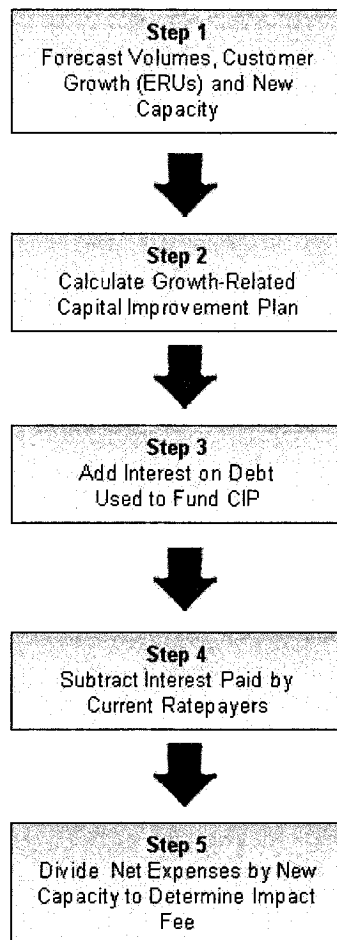 Step 1
Forecast Volumes, Customer
Growth (ERUs) and New
Capacity
Step 2
Calculate Growth-Related
Capital Improvement Plan
Step 3
Add Interest on Debt
Used to Fund CIP
Step 4
Subtract Interest Paid by
Current Ratepayers
Step 5
Divide Net Expenses by New
Capacity to Determine Impact
Fee